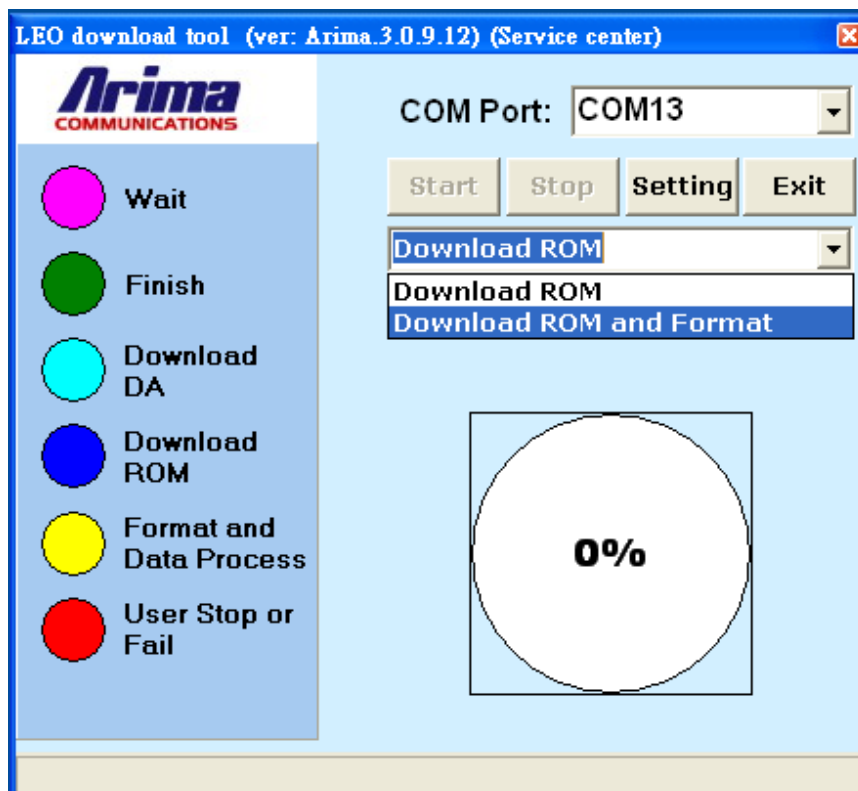 LEO download tool (ver: Arima.3.0.9.12) (Service center)
Arima
COMMUNICATIONS
COM Port: COM13
Start Stop Setting Exit
Download ROM
Download ROM
Download ROM and Format
Wait
Finish
Download
DA
Download
ROM
Format and
Data Process
User Stop or
Fail
0%